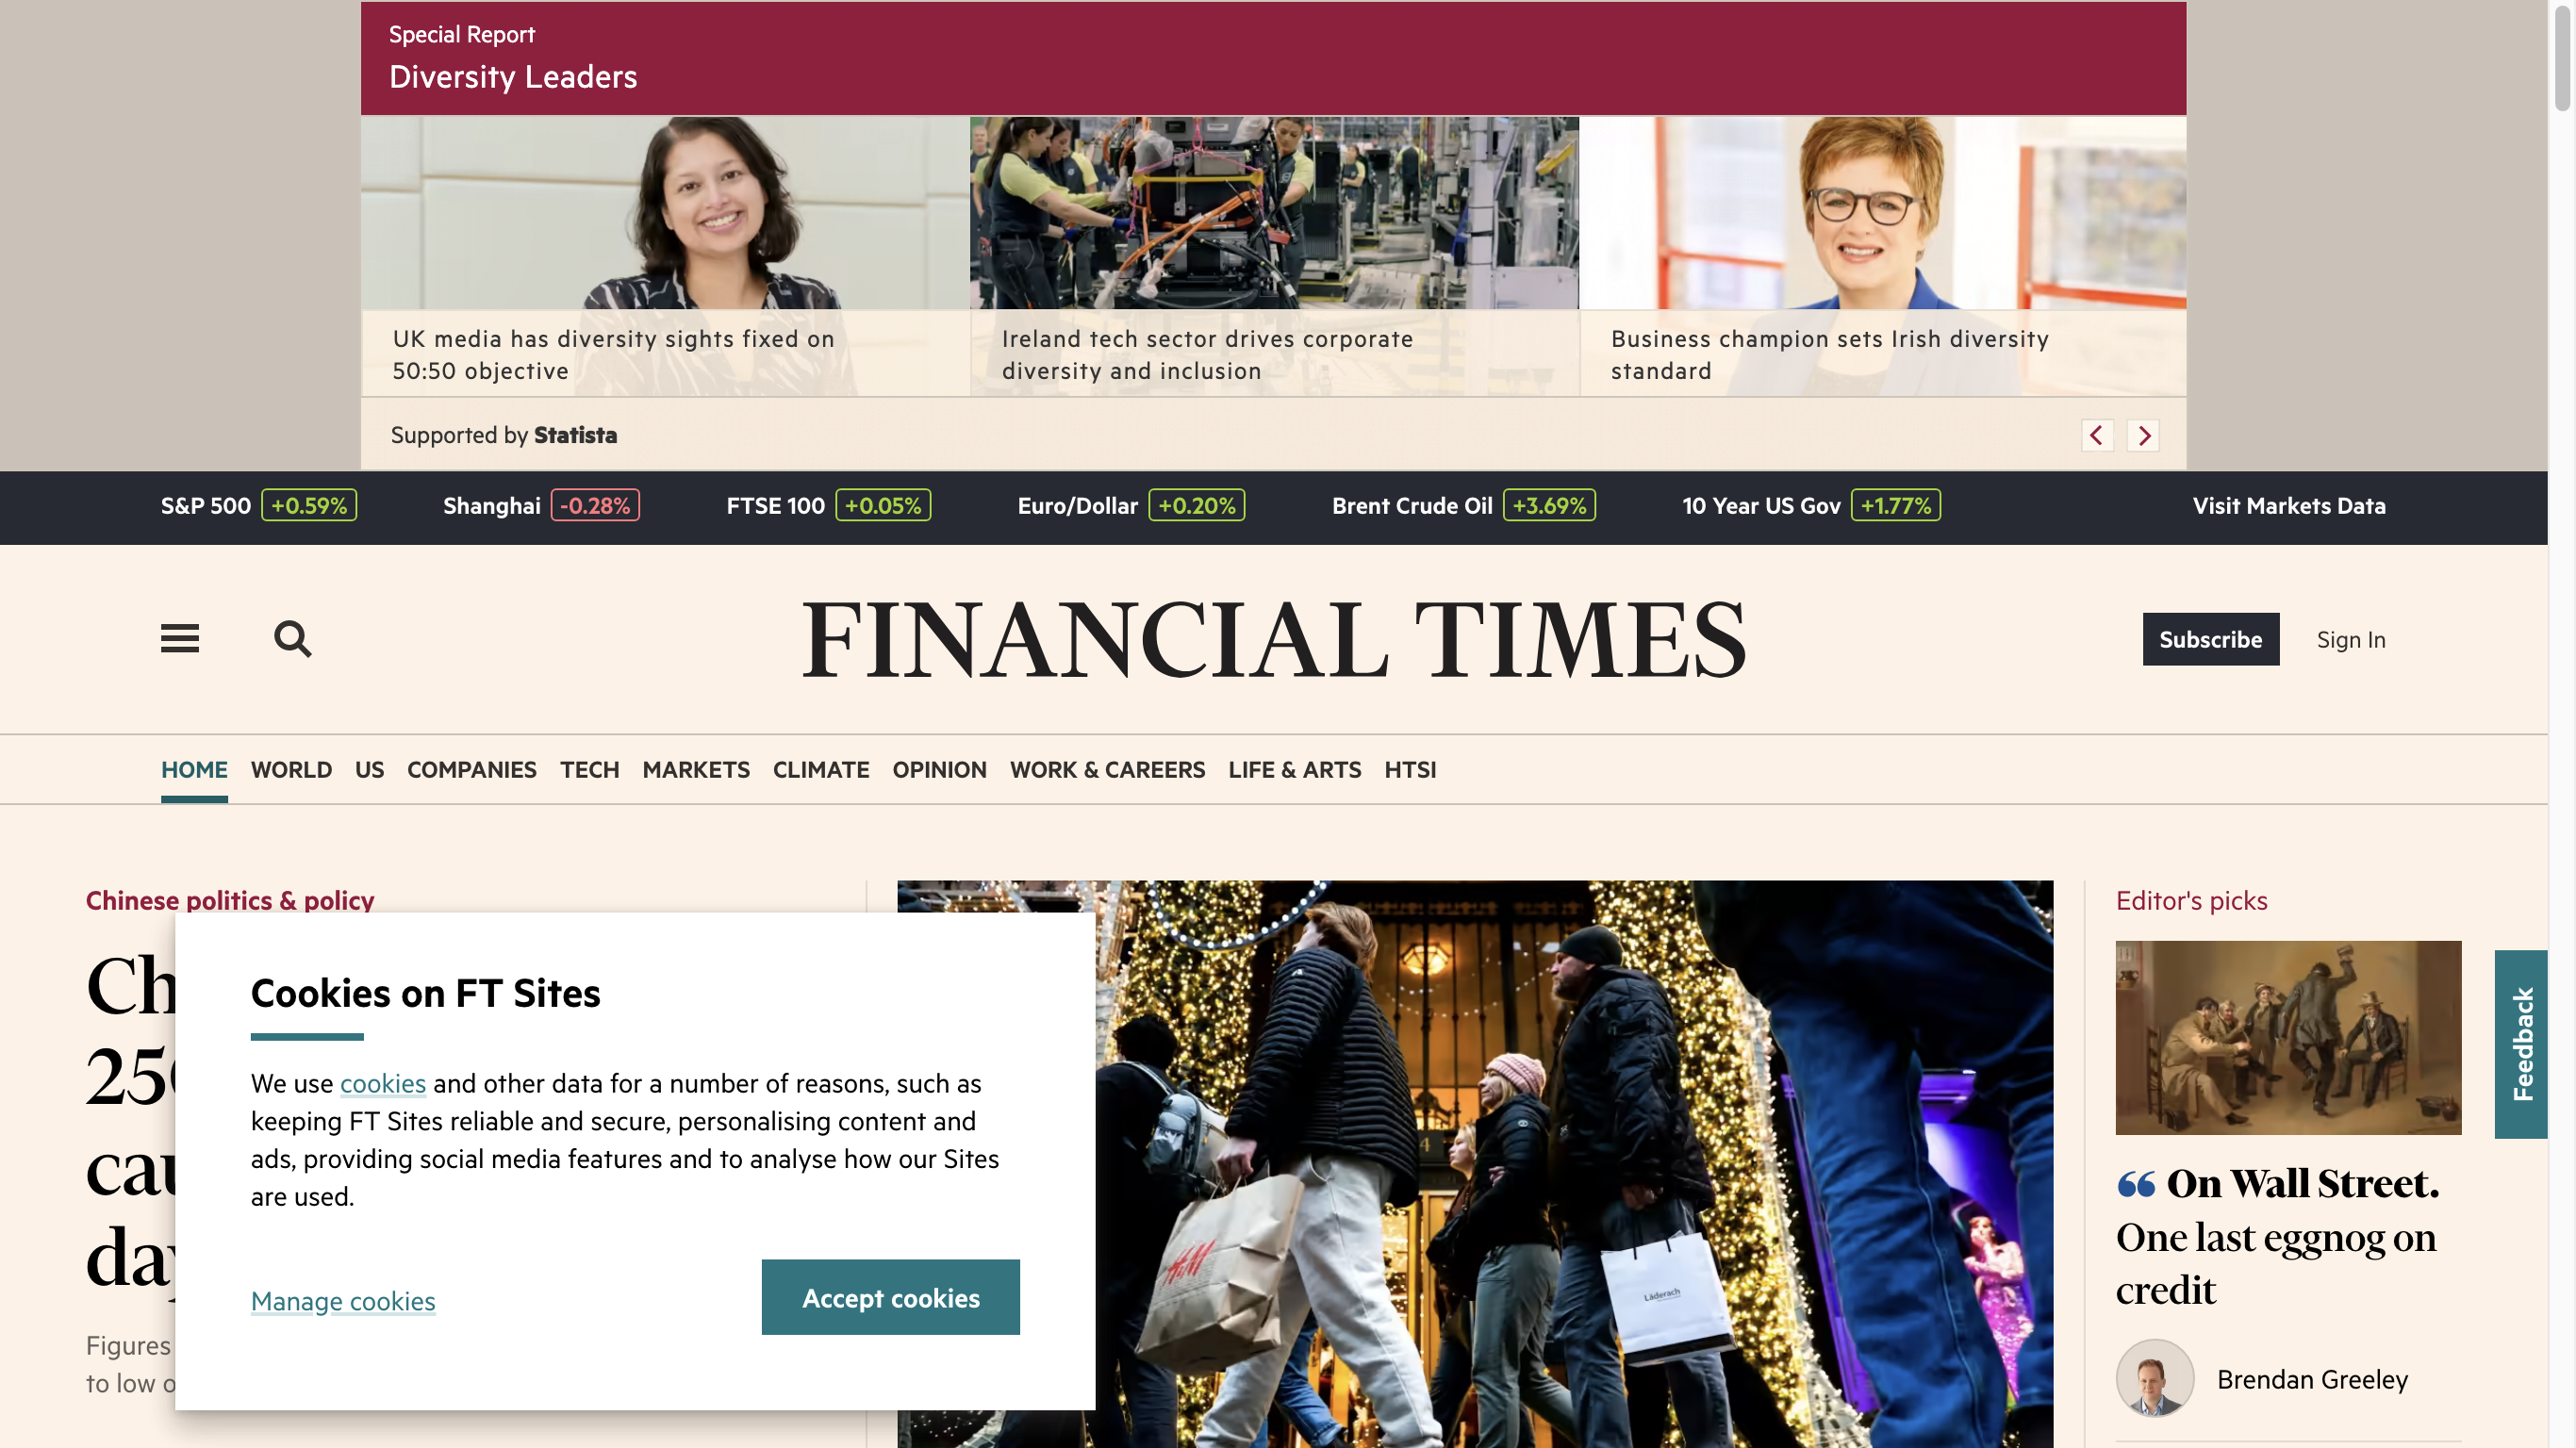 Special Report
Diversity Leaders
UK media has diversity sights fixed on
50:50 objective
Ireland tech sector drives corporate
diversity and inclusion
Business champion sets Irish diversity
standard
Supported by Statista
S&P 500 +0.59% Shanghai -0.28% FTSE 100 +0.05% Euro/Dollar +0.20% Brent Crude Oil +3.69% 10 Year US Gov +1.77% Visit Markets Data
FINANCIAL TIMES
Subscribe Sign In
HOME WORLD US COMPANIES TECH MARKETS CLIMATE OPINION WORK & CAREERS LIFE & ARTS HTSI
Chinese politics & policy
Figures
to low
Cookies on FT Sites
We use cookies and other data for a number of reasons, such as
keeping FT Sites reliable and secure, personalising content and
ads, providing social media features and to analyse how our Sites
are used.
Manage cookies Accept cookies
H&M
Läderach
Editor's picks
On Wall Street.
One last eggnog on
credit
Brendan Greeley
Feedback